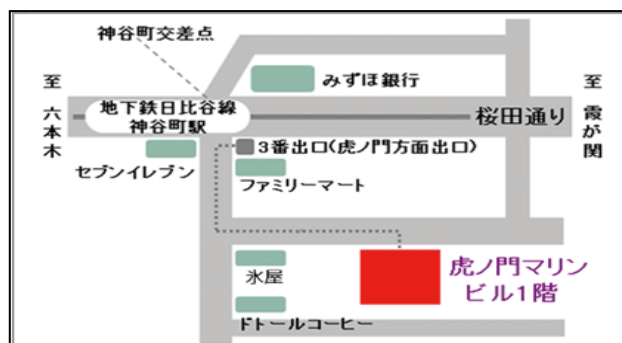 神谷町交差点
至六本木
みずほ銀行
至霞が関
地下鉄日比谷線
神谷町駅
桜田通り
3番出口(虎ノ門方面出口)
セブンイレブン
ファミリーマート
氷屋
虎ノ門マリン
ビル1階
ドトールコーヒー